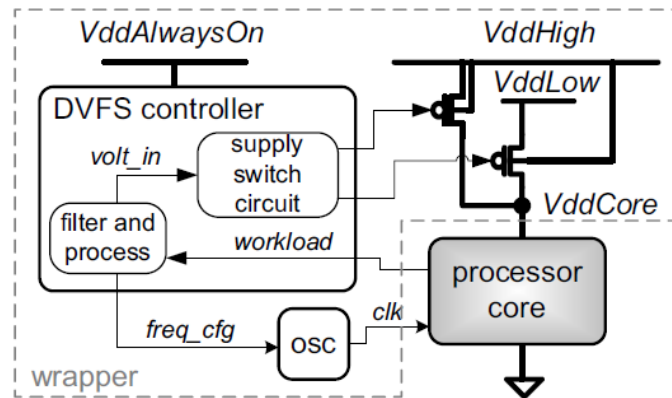 VddAlwaysOn
VddHigh
VddLow
DVFS controller
volt_in
supply
switch
circuit
filter and
process
VddCore
workload
processor
core
freq_cfg
osc
clk
wrapper